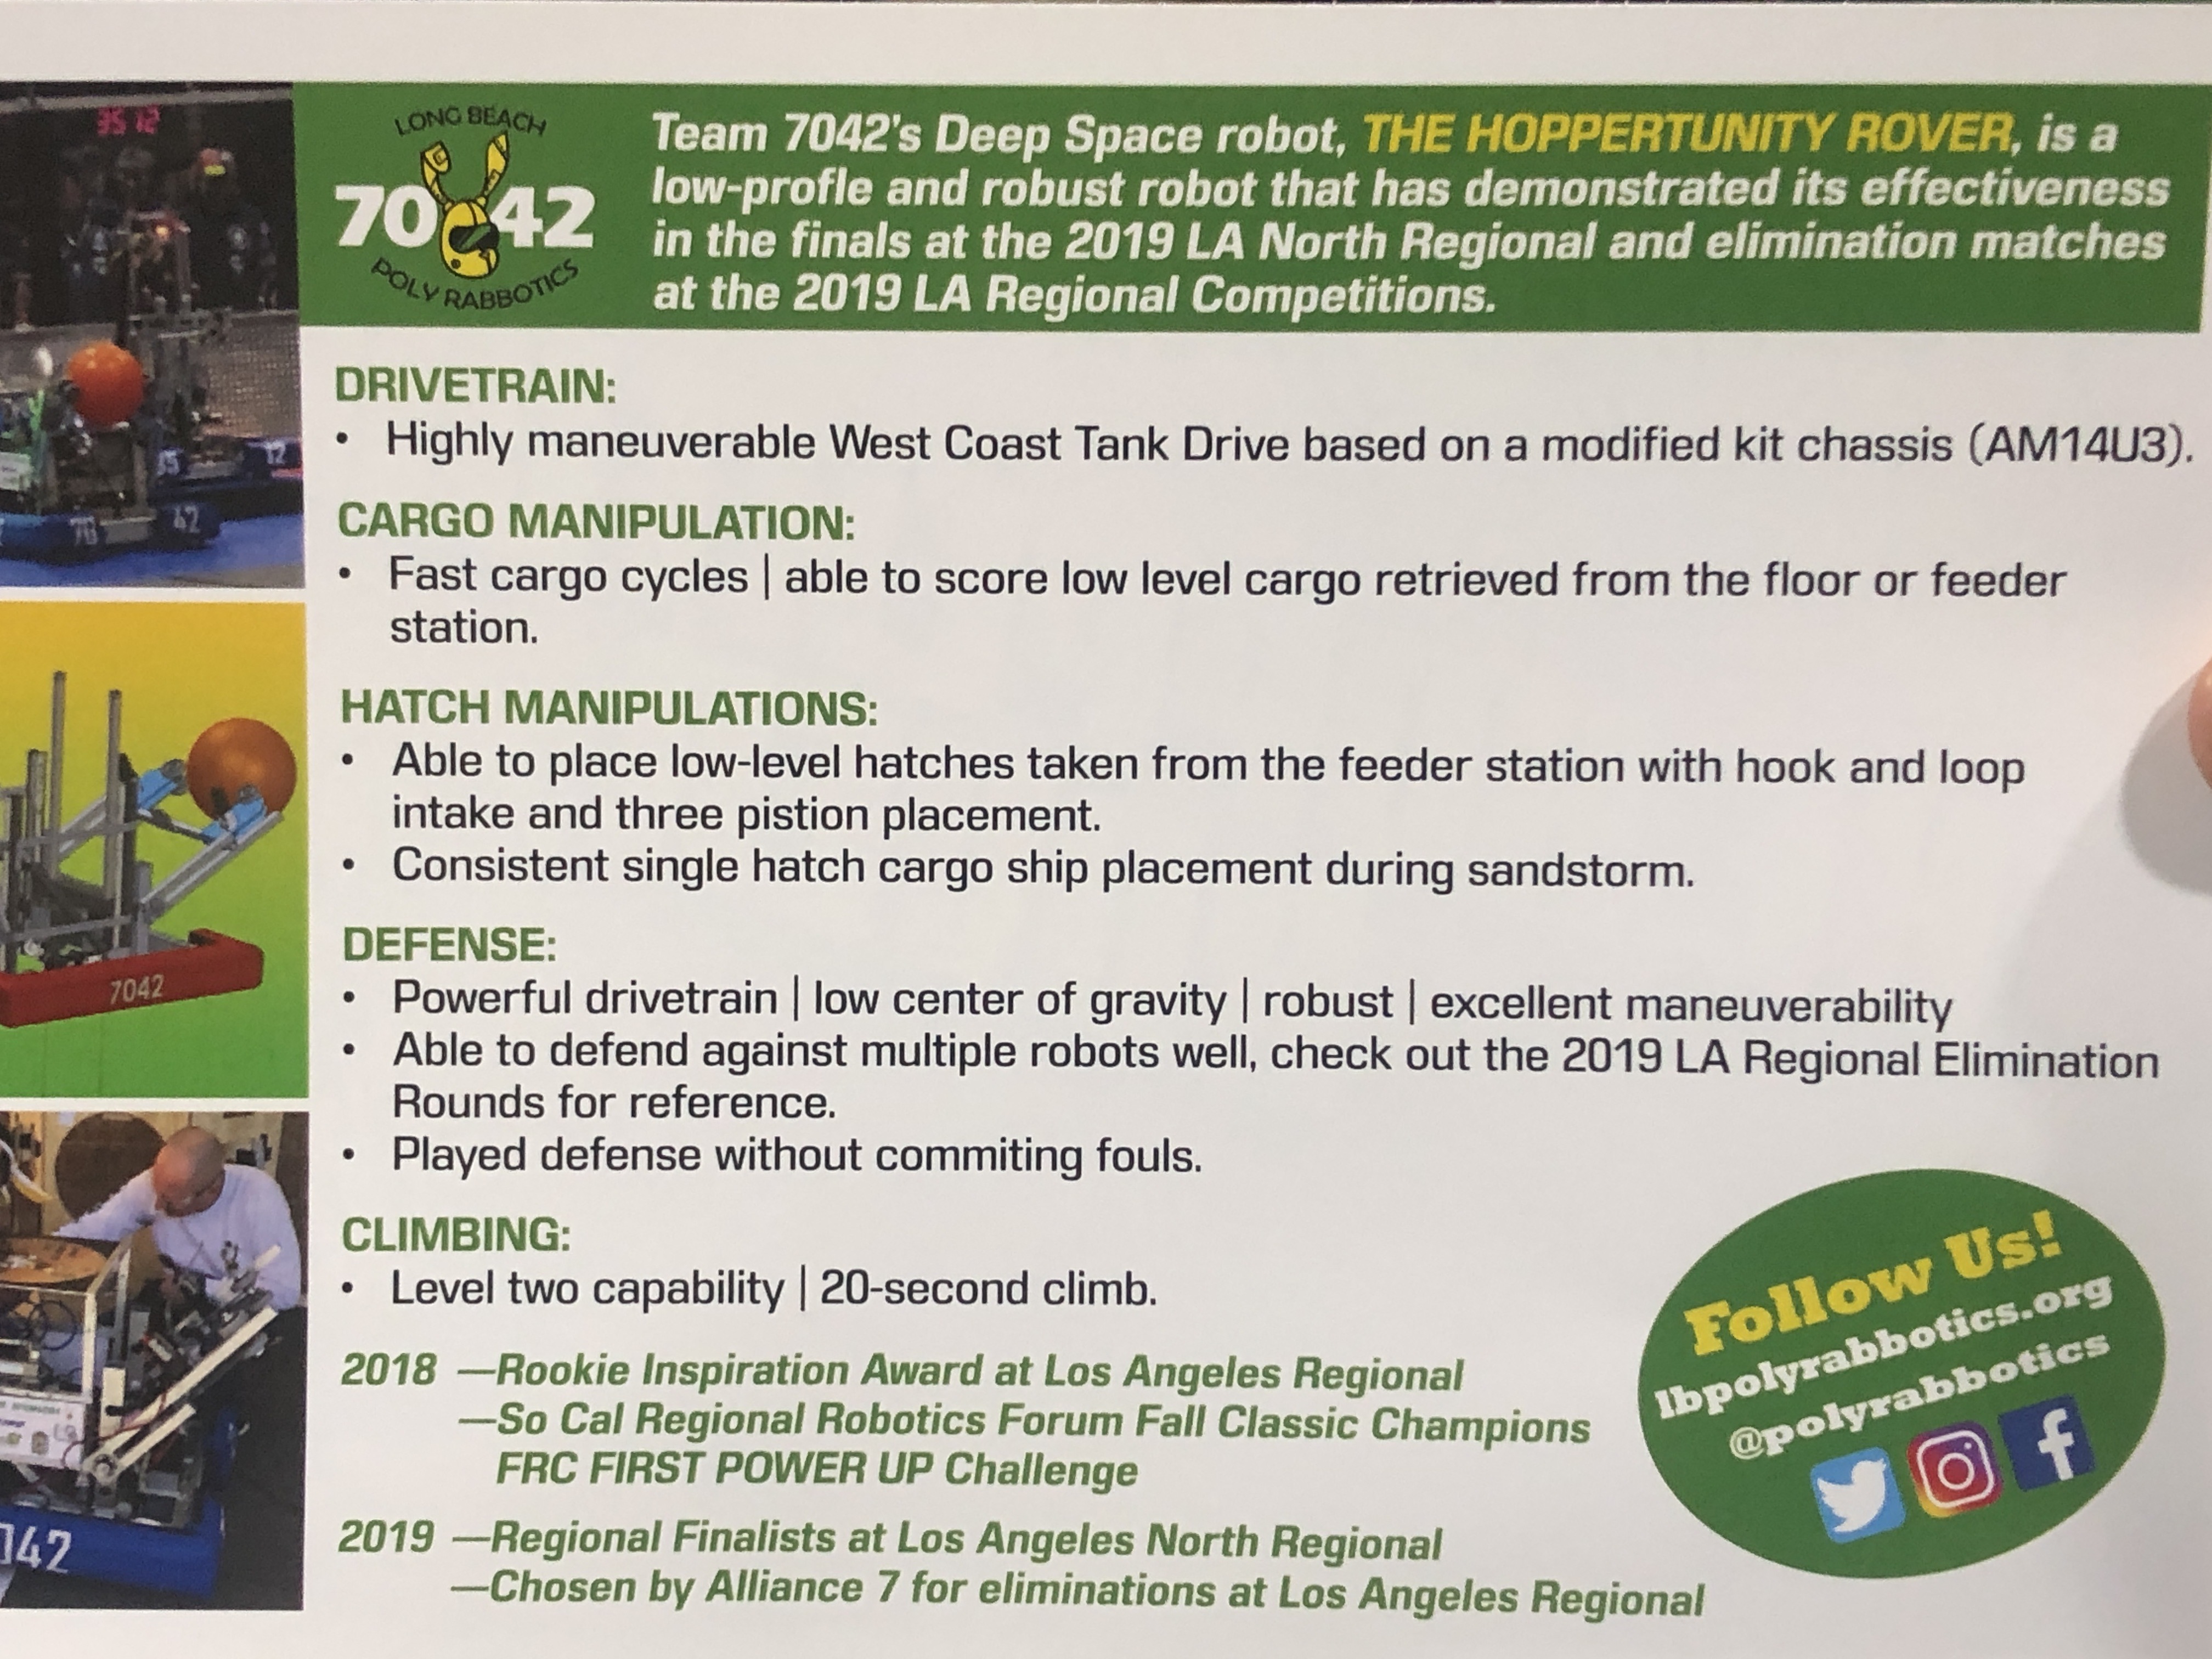 LONG BEACH
7042
POLY RABBOTICS
Team 7042's Deep Space robot, THE HOPPERTUNITY ROVER, is a
low-profle and robust robot that has demonstrated its effectiveness
in the finals at the 2019 LA North Regional and elimination matches
at the 2019 LA Regional Competitions.
DRIVETRAIN:
• Highly maneuverable West Coast Tank Drive based on a modified kit chassis (AM14U3).
CARGO MANIPULATION:
• Fast cargo cycles | able to score low level cargo retrieved from the floor or feeder
station.
HATCH MANIPULATIONS:
• Able to place low-level hatches taken from the feeder station with hook and loop
intake and three pistion placement.
• Consistent single hatch cargo ship placement during sandstorm.
DEFENSE:
• Powerful drivetrain | low center of gravity | robust | excellent maneuverability
• Able to defend against multiple robots well, check out the 2019 LA Regional Elimination
Rounds for reference.
• Played defense without commiting fouls.
CLIMBING:
• Level two capability | 20-second climb.
2018 —Rookie Inspiration Award at Los Angeles Regional
—So Cal Regional Robotics Forum Fall Classic Champions
FRC FIRST POWER UP Challenge
2019 —Regional Finalists at Los Angeles North Regional
—Chosen by Alliance 7 for eliminations at Los Angeles Regional
Follow Us!
lbpolyrabbotics.org
@polyrabbotics
70 42
7042
042